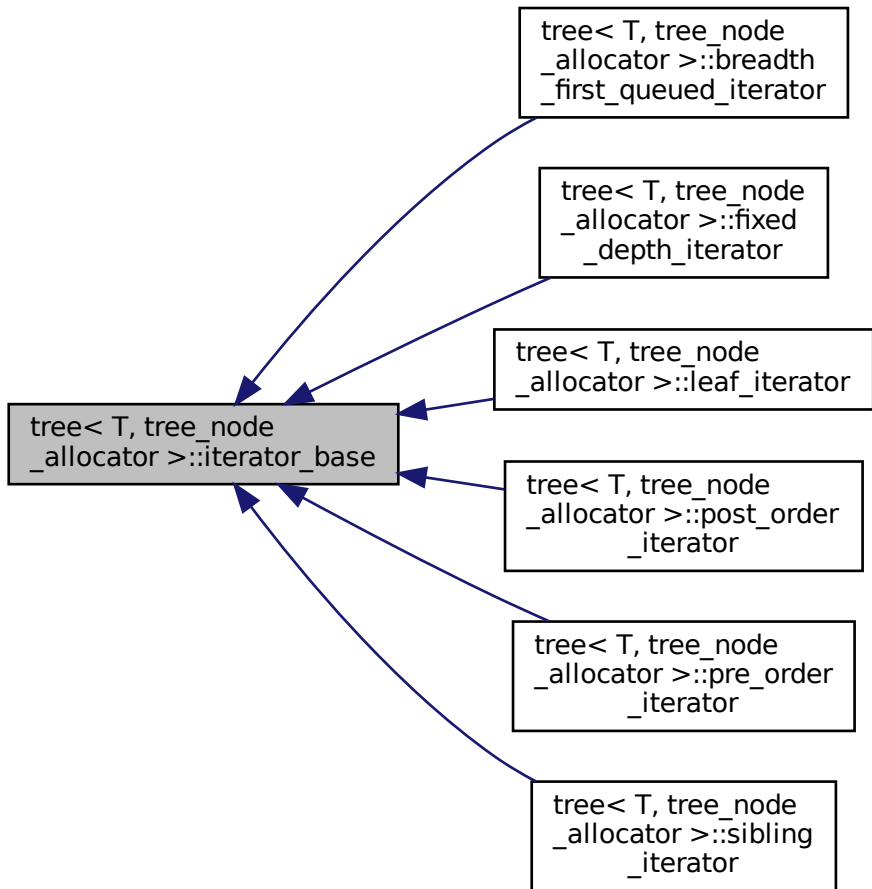 tree< T, tree_node
_allocator >::breadth
_first_queued_iterator
tree< T, tree_node
_allocator >::fixed
_depth_iterator
tree< T, tree_node
_allocator >::leaf_iterator
tree< T, tree_node
_allocator >::iterator_base
tree< T, tree_node
_allocator >::post_order
_iterator
tree< T, tree_node
_allocator >::pre_order
_iterator
tree< T, tree_node
_allocator >::sibling
_iterator